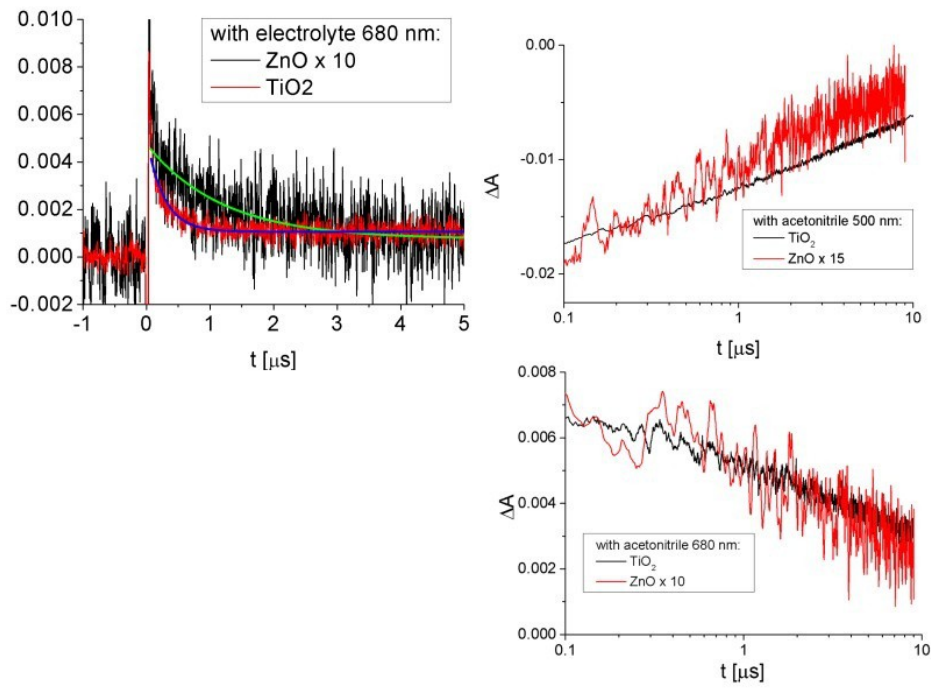 with electrolyte 680 nm:
ZnO x 10
TiO2
0.010
0.008
0.006
0.004
0.002
0.000
-0.002
-1 0 1 2 3 4 5
t [μs]
0.00
-0.01
-0.02
ΔA
with acetonitrile 500 nm:
TiO₂
ZnO x 15
0.1 1 10
t [μs]
0.008
0.006
0.004
0.002
0.000
ΔA
with acetonitrile 680 nm:
TiO₂
ZnO x 10
0.1 1 10
t [μs]